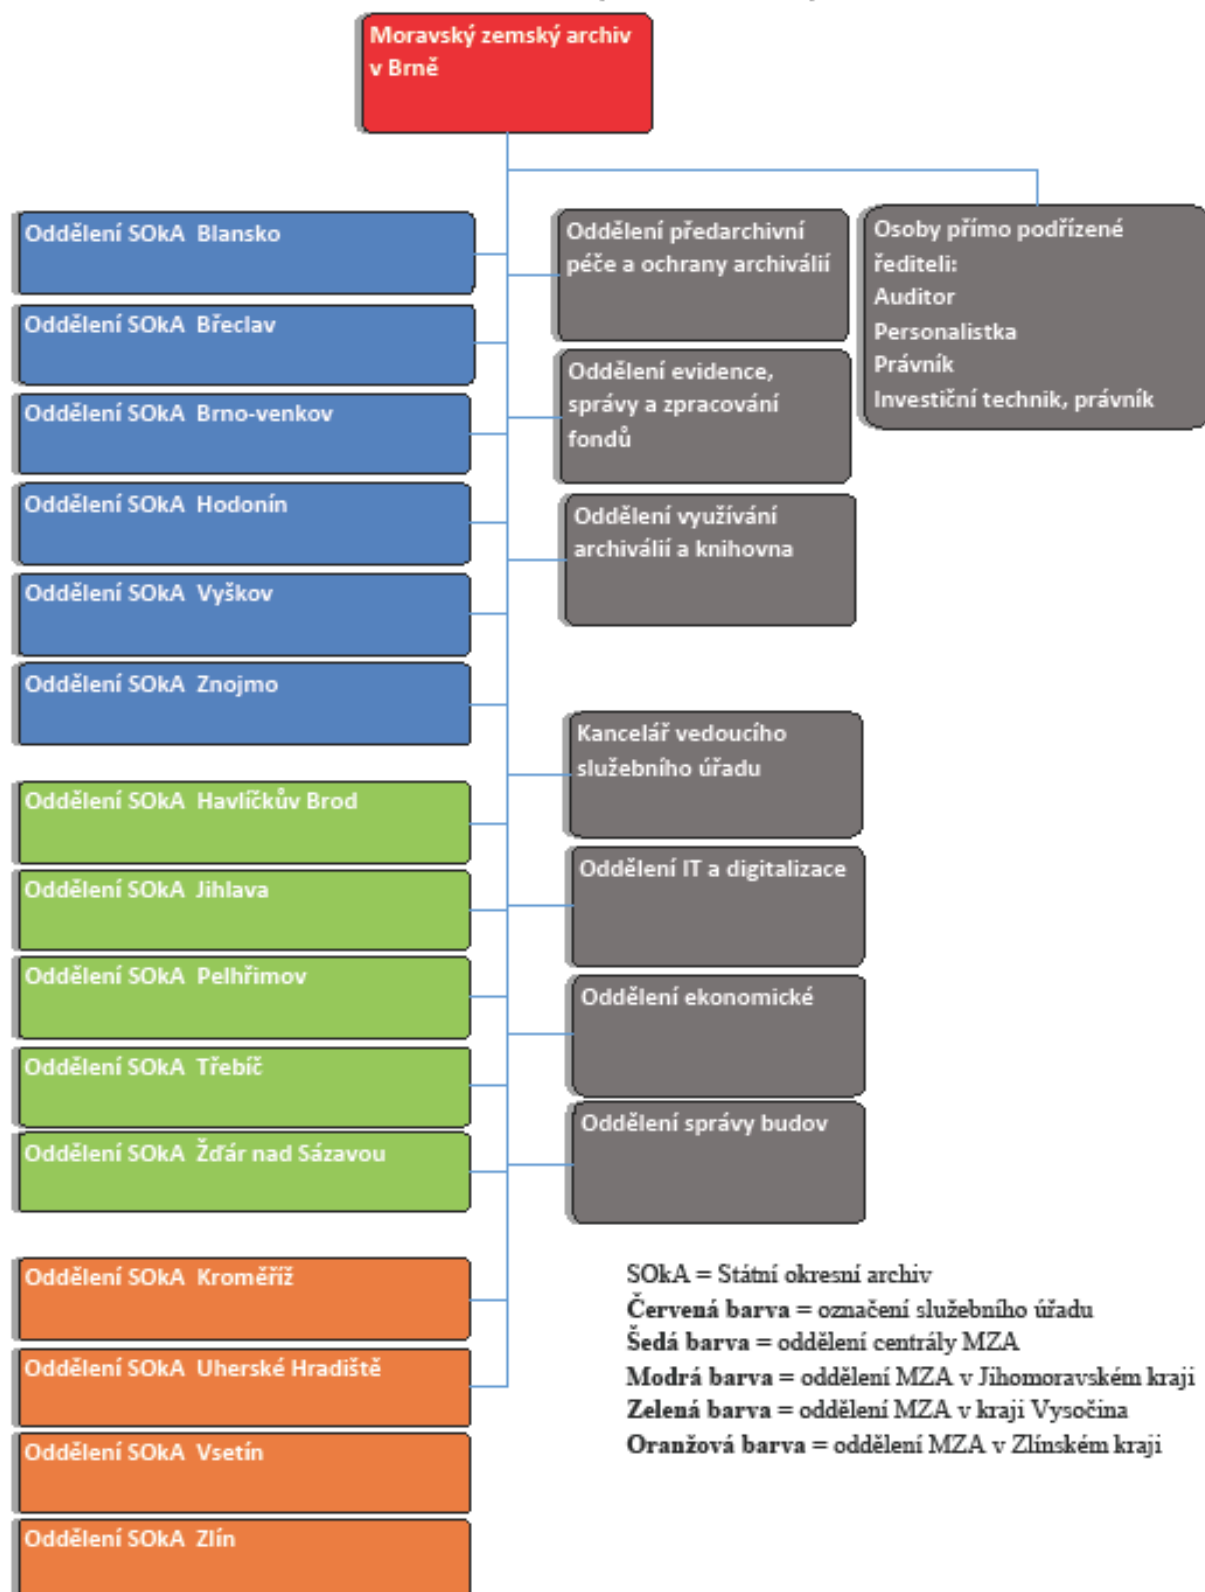 Moravský zemský archiv
v Brně
Oddělení SOkA Blansko
Oddělení SOkA Břeclav
Oddělení SOkA Brno-venkov
Oddělení SOkA Hodonín
Oddělení SOkA Vyškov
Oddělení SOkA Znojmo
Oddělení SOkA Havlíčkův Brod
Oddělení SOkA Jihlava
Oddělení SOkA Pelhřimov
Oddělení SOkA Třebíč
Oddělení SOkA Žďár nad Sázavou
Oddělení SOkA Kroměříž
Oddělení SOkA Uherské Hradiště
Oddělení SOkA Vsetín
Oddělení SOkA Zlín
Oddělení předarchivní
péče a ochrany archiválií
Oddělení evidence,
správy a zpracování
fondů
Oddělení využívání
archiválií a knihovna
Kancelář vedoucího
služebního úřadu
Oddělení IT a digitalizace
Oddělení ekonomické
Oddělení správy budov
Osoby přímo podřízené
řediteli:
Auditor
Personalistka
Právník
Investiční technik, právník
SOkA = Státní okresní archiv
Červená barva = označení služebního úřadu
Šedá barva = oddělení centrály MZA
Modrá barva = oddělení MZA v Jihomoravském kraji
Zelená barva = oddělení MZA v kraji Vysočina
Oranžová barva = oddělení MZA v Zlínském kraji